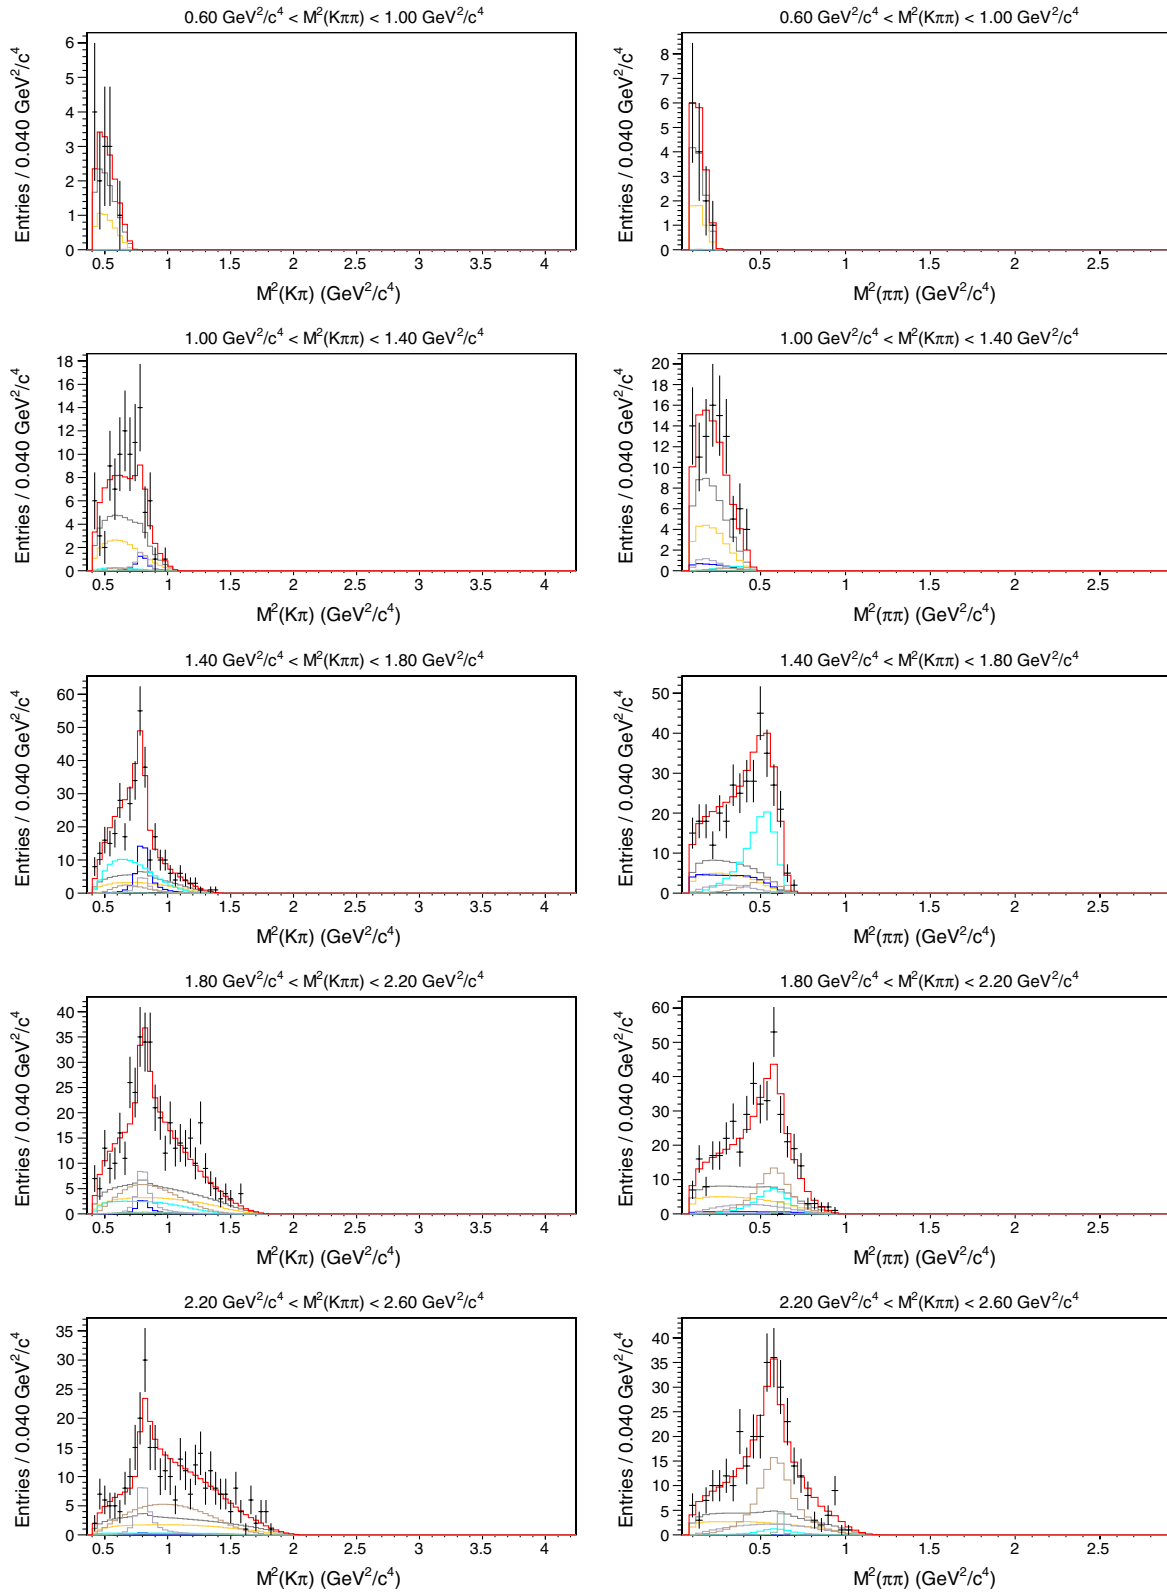 0.60 GeV²/c⁴ < M²(Kππ) < 1.00 GeV²/c⁴
Entries / 0.040 GeV²/c⁴
6
5
4
3
2
1
0
0.5 1 1.5 2 2.5 3 3.5 4
M²(Kπ) (GeV²/c⁴)
0.60 GeV²/c⁴ < M²(Kππ) < 1.00 GeV²/c⁴
Entries / 0.040 GeV²/c⁴
8
7
6
5
4
3
2
1
0
0.5 1 1.5 2 2.5
M²(ππ) (GeV²/c⁴)
1.00 GeV²/c⁴ < M²(Kππ) < 1.40 GeV²/c⁴
Entries / 0.040 GeV²/c⁴
18
16
14
12
10
8
6
4
2
0
0.5 1 1.5 2 2.5 3 3.5 4
M²(Kπ) (GeV²/c⁴)
1.00 GeV²/c⁴ < M²(Kππ) < 1.40 GeV²/c⁴
Entries / 0.040 GeV²/c⁴
20
18
16
14
12
10
8
6
4
2
0
0.5 1 1.5 2 2.5
M²(ππ) (GeV²/c⁴)
1.40 GeV²/c⁴ < M²(Kππ) < 1.80 GeV²/c⁴
Entries / 0.040 GeV²/c⁴
60
50
40
30
20
10
0
0.5 1 1.5 2 2.5 3 3.5 4
M²(Kπ) (GeV²/c⁴)
1.40 GeV²/c⁴ < M²(Kππ) < 1.80 GeV²/c⁴
Entries / 0.040 GeV²/c⁴
50
40
30
20
10
0
0.5 1 1.5 2 2.5
M²(ππ) (GeV²/c⁴)
1.80 GeV²/c⁴ < M²(Kππ) < 2.20 GeV²/c⁴
Entries / 0.040 GeV²/c⁴
40
35
30
25
20
15
10
5
0
0.5 1 1.5 2 2.5 3 3.5 4
M²(Kπ) (GeV²/c⁴)
1.80 GeV²/c⁴ < M²(Kππ) < 2.20 GeV²/c⁴
Entries / 0.040 GeV²/c⁴
60
50
40
30
20
10
0
0.5 1 1.5 2 2.5
M²(ππ) (GeV²/c⁴)
2.20 GeV²/c⁴ < M²(Kππ) < 2.60 GeV²/c⁴
Entries / 0.040 GeV²/c⁴
35
30
25
20
15
10
5
0
0.5 1 1.5 2 2.5 3 3.5 4
M²(Kπ) (GeV²/c⁴)
2.20 GeV²/c⁴ < M²(Kππ) < 2.60 GeV²/c⁴
Entries / 0.040 GeV²/c⁴
40
35
30
25
20
15
10
5
0
0.5 1 1.5 2 2.5
M²(ππ) (GeV²/c⁴)